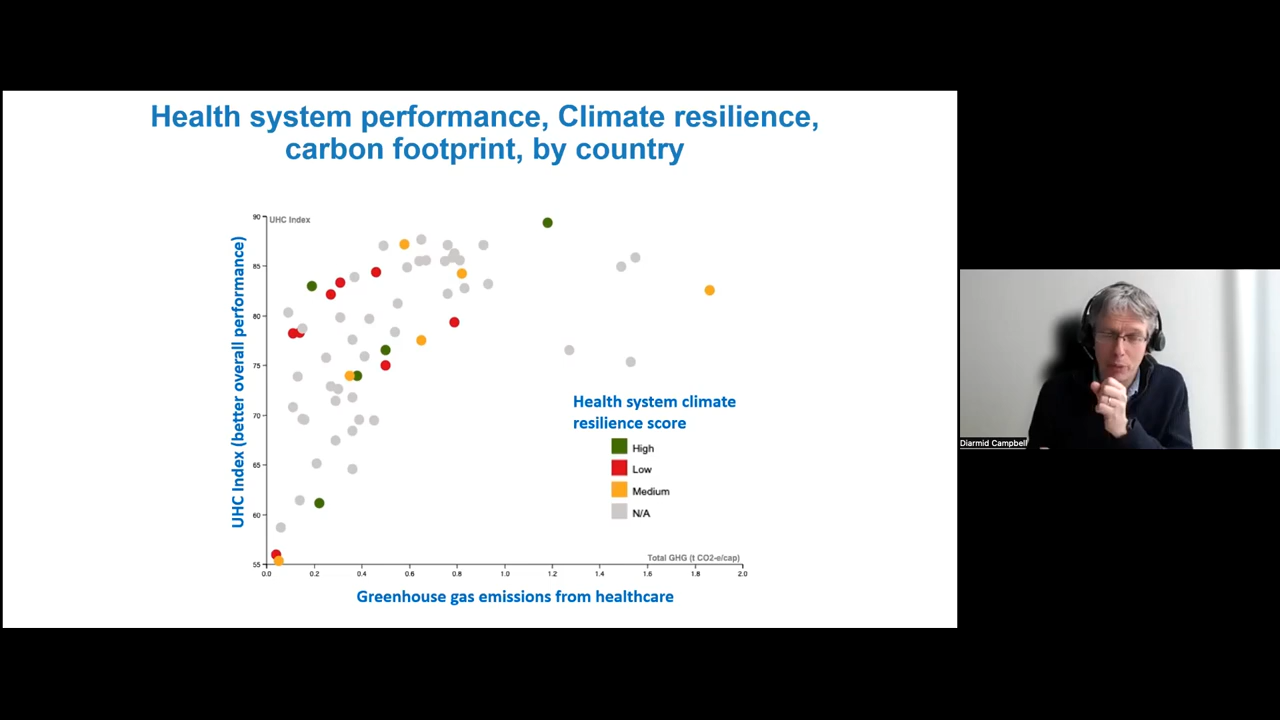 Health system performance, Climate resilience,
carbon footprint, by country
UHC Index (better overall performance)
UHC Index
90
85
80
75
70
65
60
55
0.0 0.2 0.4 0.6 0.8 1.0 1.2 1.4 1.6 1.8 2.0
Total GHG (t CO2-e/cap)
Greenhouse gas emissions from healthcare
Health system climate
resilience score
High
Low
Medium
N/A
Diarmid Campbell